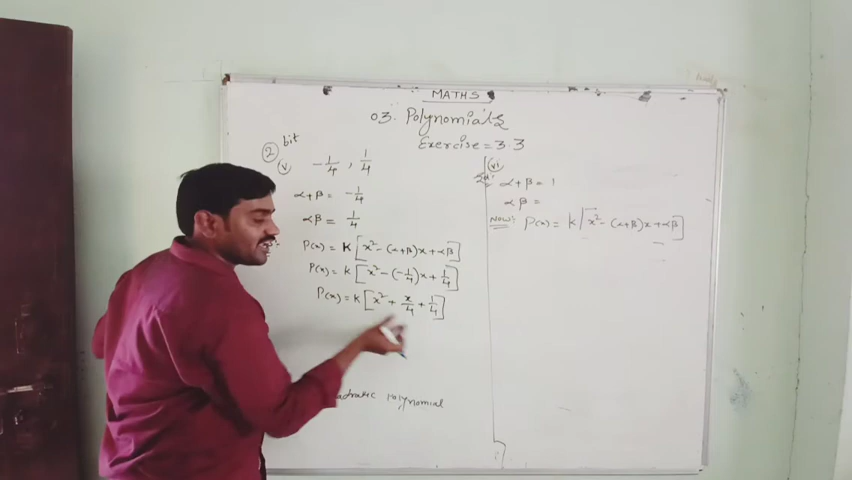 MATHS
03. Polynomials
Exercise = 3.3
② bit
ⓥ -1/4 , 1/4
α+β = -1/4
αβ = 1/4
P(x) = K [x² - (α+β)x + αβ]
P(x) = K [x² - (-1/4)x + 1/4]
P(x) = K [x² + x/4 + 1/4]
adratic Polynomial
(vi)
α+β = 1
αβ =
Now: P(x) = K [x² - (α+β)x + αβ]